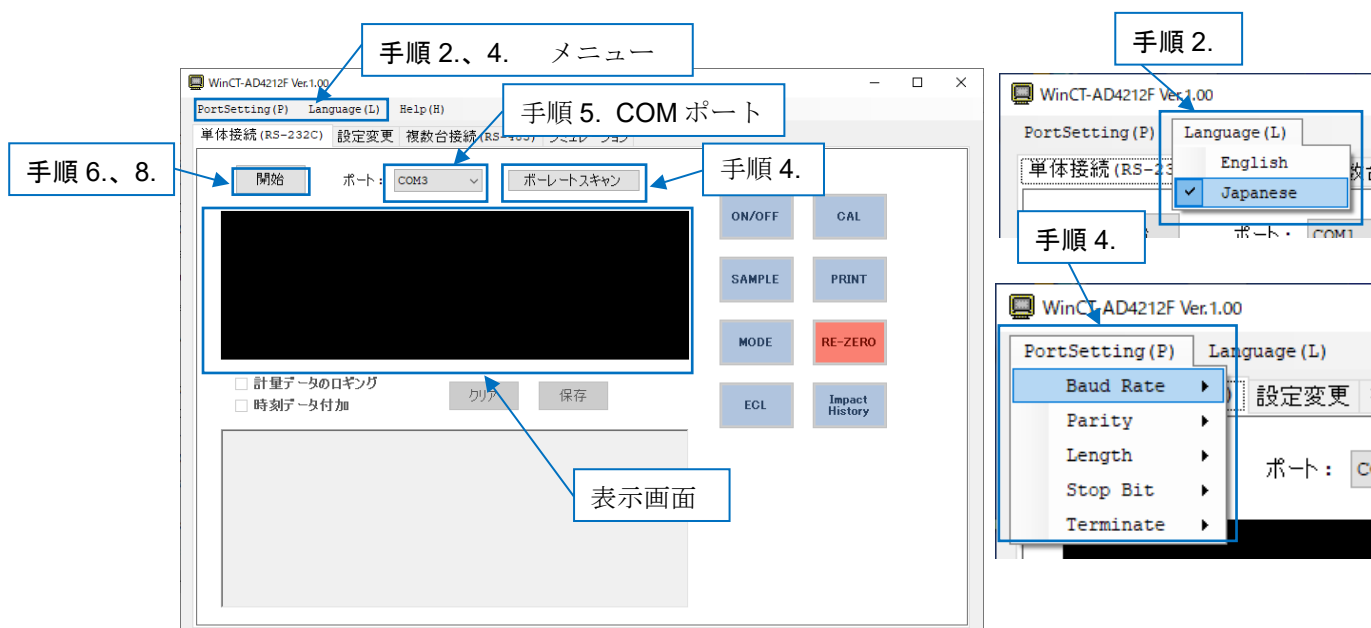 手順 2.、4. メニュー
WinCT-AD4212F Ver.1.00
PortSetting(P) Language(L) Help(H)
手順 5. COM ポート
単体接続(RS-232C) 設定変更 複数台接続(RS-485) シミュレーション
手順 6.、8.
開始 ポート: COM3 ボーレートスキャン
手順 4.
ON/OFF CAL
SAMPLE PRINT
MODE RE-ZERO
計量データのロギング
時刻データ付加
クリア 保存
ECL Impact History
表示画面
手順 2.
WinCT-AD4212F Ver.1.00
PortSetting(P) Language(L)
English
単体接続(RS-23
Japanese
手順 4.
ポート: COM1
WinCT-AD4212F Ver.1.00
PortSetting(P) Language(L)
Baud Rate
設定変更
Parity
Length
ポート:
Stop Bit
Terminate